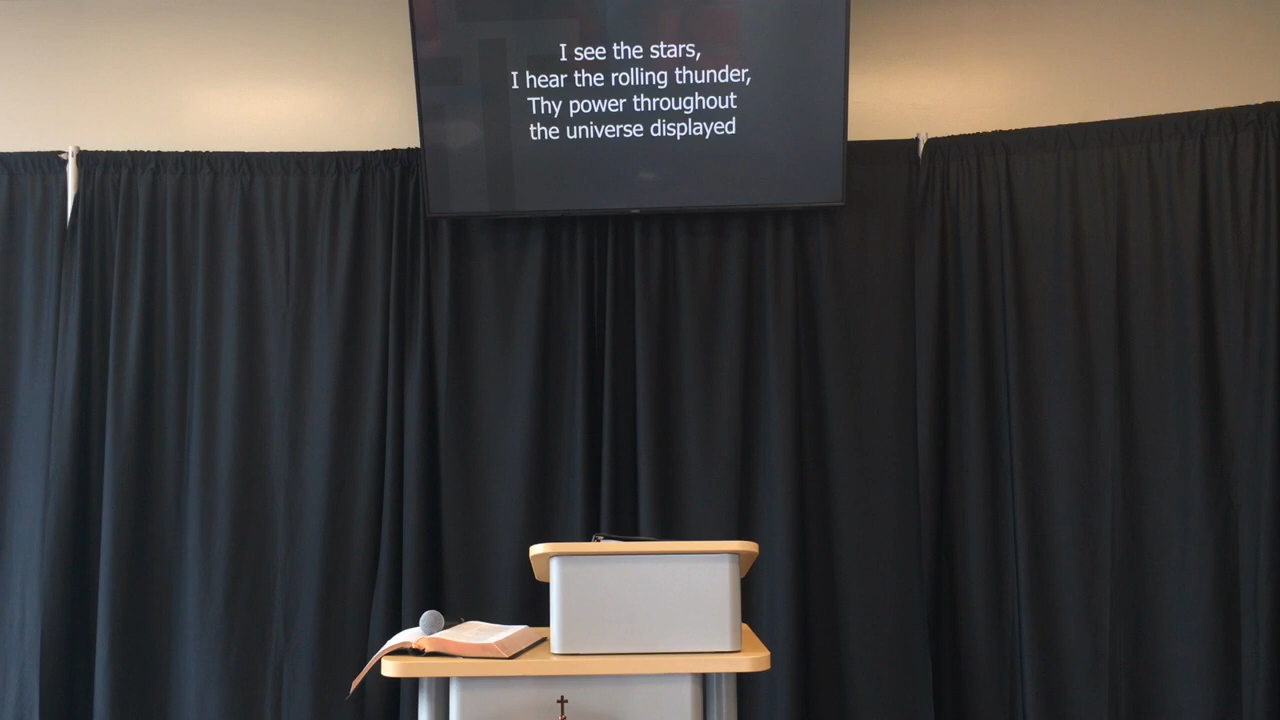 I see the stars,
I hear the rolling thunder,
Thy power throughout
the universe displayed